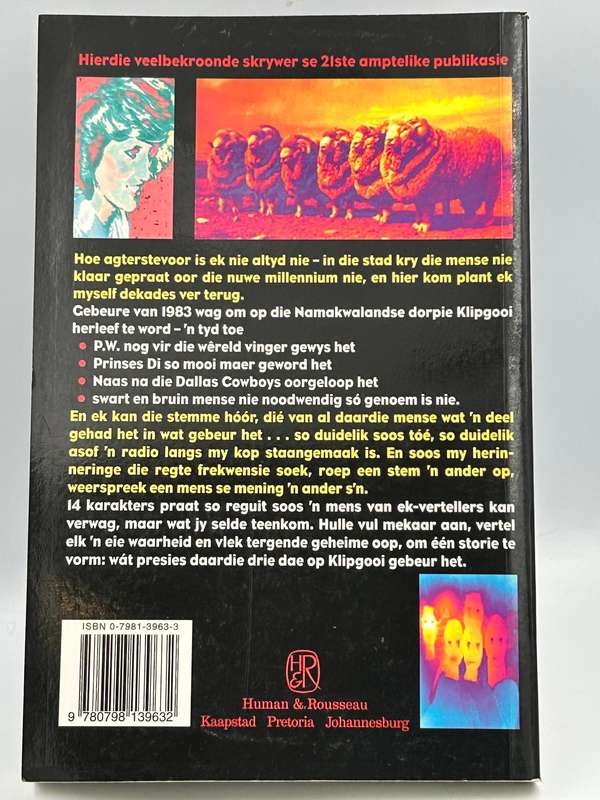 Hierdie veelbekroonde skrywer se 21ste amptelike publikasie
Hoe agterstevoor is ek nie altyd nie – in die stad kry die mense nie
klaar gepraat oor die nuwe millennium nie, en hier kom plant ek
myself dekades ver terug.
Gebeure van 1983 wag om op die Namakwalandse dorpie Klipgooi
herleef te word – 'n tyd toe
• P.W. nog vir die wêreld vinger gewys het
• Prinses Di so mooi maer geword het
• Naas na die Dallas Cowboys oorgeloop het
• swart en bruin mense nie noodwendig só genoem is nie.
En ek kan die stemme hóór, dié van al daardie mense wat 'n deel
gehad het in wat gebeur het . . . so duidelik soos tóé, so duidelik
asof 'n radio langs my kop staangemaak is. En soos my herin-
neringe die regte frekwensie soek, roep een stem 'n ander op,
weerspreek een mens se mening 'n ander s'n.
14 karakters praat so reguit soos 'n mens van ek-vertellers kan
verwag, maar wat jy selde teenkom. Hulle vul mekaar aan, vertel
elk 'n eie waarheid en vlek tergende geheime oop, om één storie te
vorm: wát presies daardie drie dae op Klipgooi gebeur het.
ISBN 0-7981-3963-3
9 780798 139632
H&R
Human & Rousseau
Kaapstad Pretoria Johannesburg